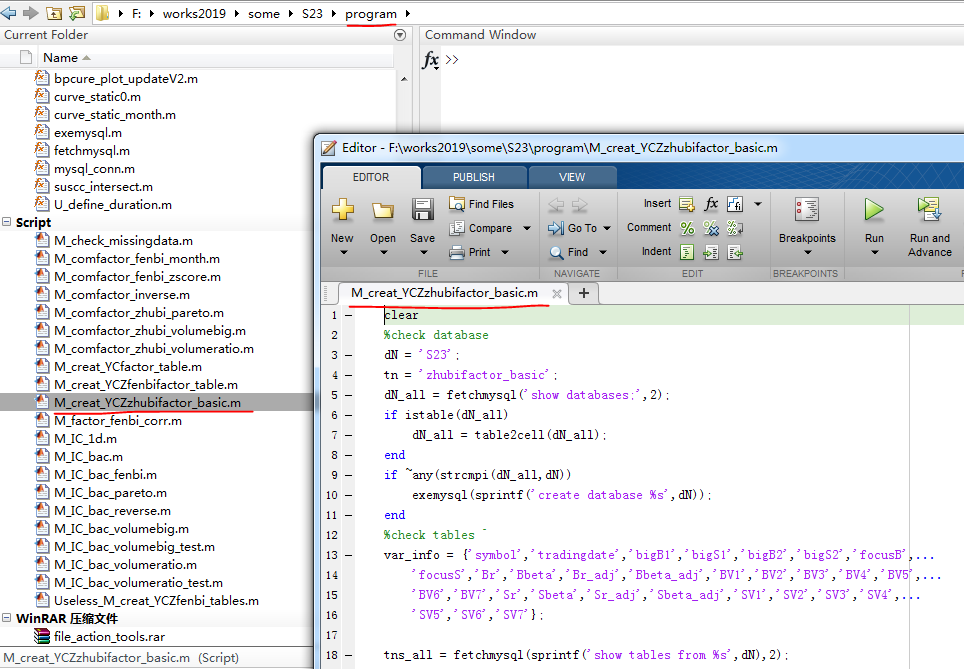 F: ▸ works2019 ▸ some ▸ S23 ▸ program ▸
Current Folder
Name
bpcure_plot_updateV2.m
curve_static0.m
curve_static_month.m
exemysql.m
fetchmysql.m
mysql_conn.m
suscc_intersect.m
U_define_duration.m
Script
M_check_missingdata.m
M_comfactor_fenbi_month.m
M_comfactor_fenbi_zscore.m
M_comfactor_inverse.m
M_comfactor_zhubi_pareto.m
M_comfactor_zhubi_volumebig.m
M_comfactor_zhubi_volumeratio.m
M_creat_YCfactor_table.m
M_creat_YCZfenbifactor_table.m
M_creat_YCZzhubifactor_basic.m
M_factor_fenbi_corr.m
M_IC_1d.m
M_IC_bac.m
M_IC_bac_fenbi.m
M_IC_bac_pareto.m
M_IC_bac_reverse.m
M_IC_bac_volumebig.m
M_IC_bac_volumebig_test.m
M_IC_bac_volumeratio.m
M_IC_bac_volumeratio_test.m
Useless_M_creat_YCZfenbi_tables.m
WinRAR 压缩文件
file_action_tools.rar
M_creat_YCZzhubifactor_basic.m (Script)
Command Window
fx >>
Editor - F:\works2019\some\S23\program\M_creat_YCZzhubifactor_basic.m
EDITOR PUBLISH VIEW
New Open Save
Find Files
Compare
Print
FILE
Go To
Find
NAVIGATE
Insert fx
Comment
Indent
EDIT
Breakpoints
BREAKPOINTS
Run
Run and
Advance
M_creat_YCZzhubifactor_basic.m
1 – clear
2 %check database
3 – dN = 'S23';
4 – tn = 'zhubifactor_basic';
5 – dN_all = fetchmysql('show databases;',2);
6 – if istable(dN_all)
7 – dN_all = table2cell(dN_all);
8 – end
9 – if ~any(strcmpi(dN_all,dN))
10 – exemysql(sprintf('create database %s',dN));
11 – end
12 %check tables
13 – var_info = {'symbol','tradingdate','bigB1','bigS1','bigB2','bigS2','focusB',...
14 'focusS','Br','Bbeta','Br_adj','Bbeta_adj','BV1','BV2','BV3','BV4','BV5',...
15 'BV6','BV7','Sr','Sbeta','Sr_adj','Sbeta_adj','SV1','SV2','SV3','SV4',...
16 'SV5','SV6','SV7'};
17
18 – tns_all = fetchmysql(sprintf('show tables from %s',dN),2);